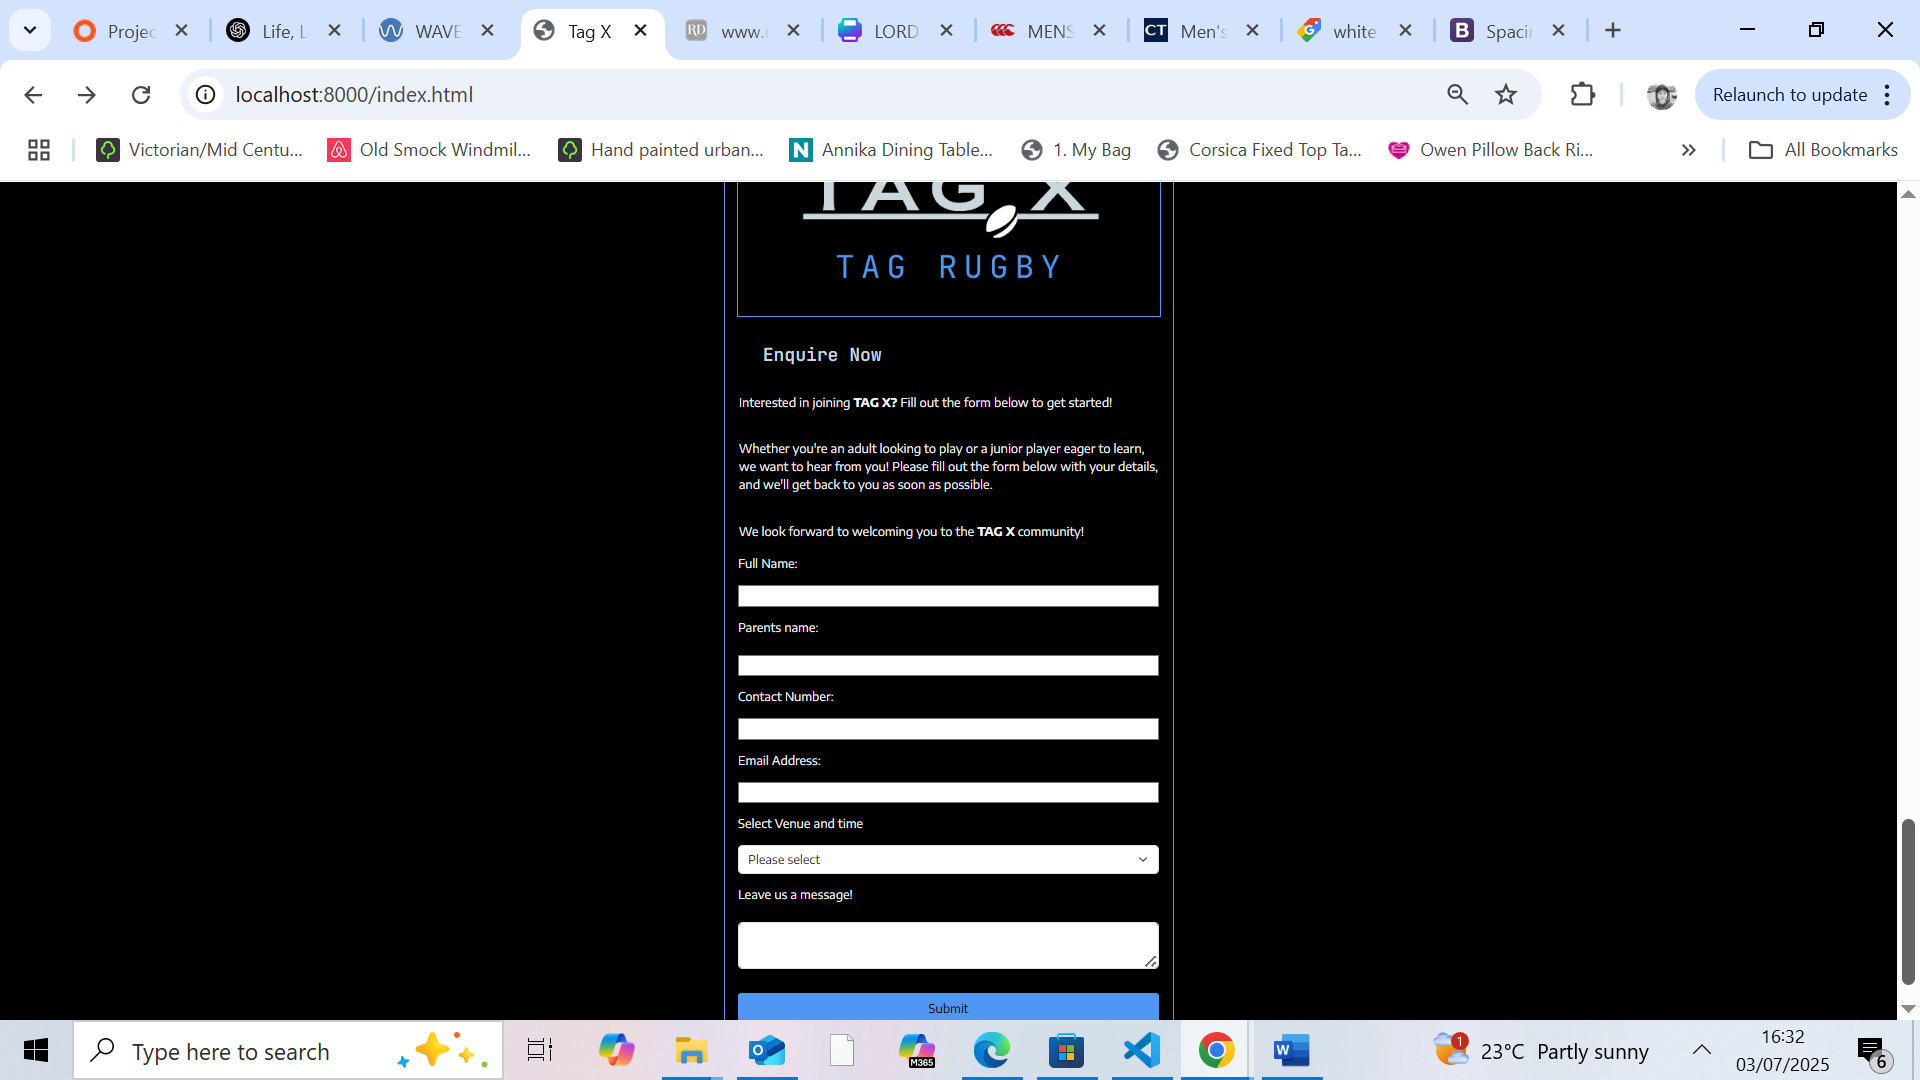 Projec
Life, L
WAVE
Tag X
www.
LORD
MENS
CT Men's
white
B Spacin
localhost:8000/index.html
Relaunch to update
Victorian/Mid Centu...
Old Smock Windmil...
Hand painted urban...
N Annika Dining Table...
1. My Bag
Corsica Fixed Top Ta...
Owen Pillow Back Ri...
All Bookmarks
TAG X
TAG RUGBY
Enquire Now
Interested in joining TAG X? Fill out the form below to get started!
Whether you're an adult looking to play or a junior player eager to learn,
we want to hear from you! Please fill out the form below with your details,
and we'll get back to you as soon as possible.
We look forward to welcoming you to the TAG X community!
Full Name:
Parents name:
Contact Number:
Email Address:
Select Venue and time
Please select
Leave us a message!
Submit
Type here to search
M365
1
23°C Partly sunny
16:32
03/07/2025
6